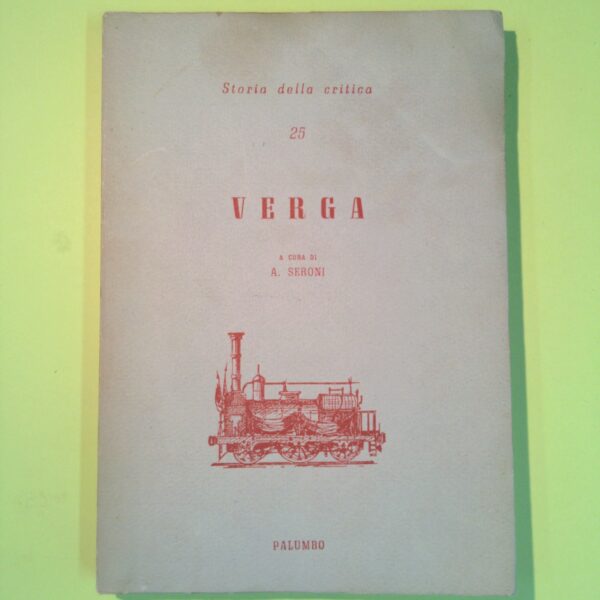 Storia della critica
25
VERGA
A CURA DI
A. SERONI
PALUMBO